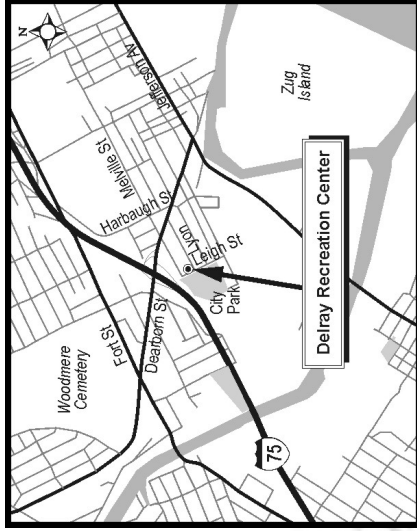 N
Jefferson Av
Melville St
Harbaugh St
Lyon
Leigh St
City
Park
Dearborn St
Fort St
Woodmere
Cemetery
Zug
Island
Delray Recreation Center
75